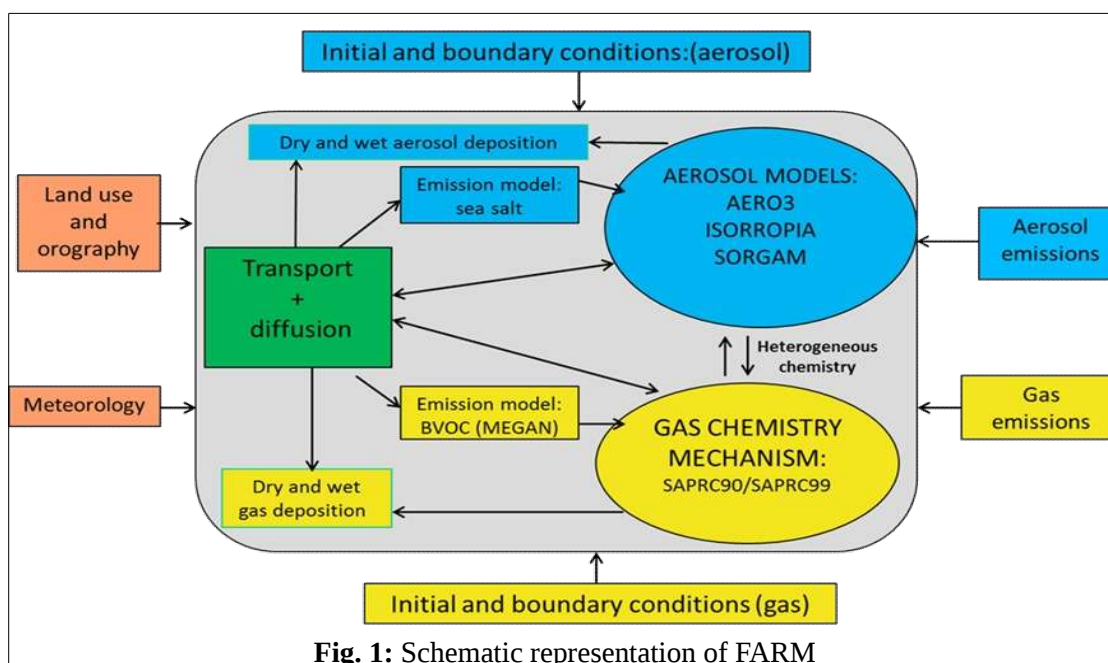 Initial and boundary conditions:(aerosol)
Dry and wet aerosol deposition
Emission model:
sea salt
AEROSOL MODELS:
AERO3
ISORROPIA
SORGAM
Land use
and
orography
Aerosol
emissions
Transport
+
diffusion
Heterogeneous
chemistry
Meteorology
Emission model:
BVOC (MEGAN)
GAS CHEMISTRY
MECHANISM:
SAPRC90/SAPRC99
Gas
emissions
Dry and wet
gas deposition
Initial and boundary conditions (gas)
Fig. 1: Schematic representation of FARM